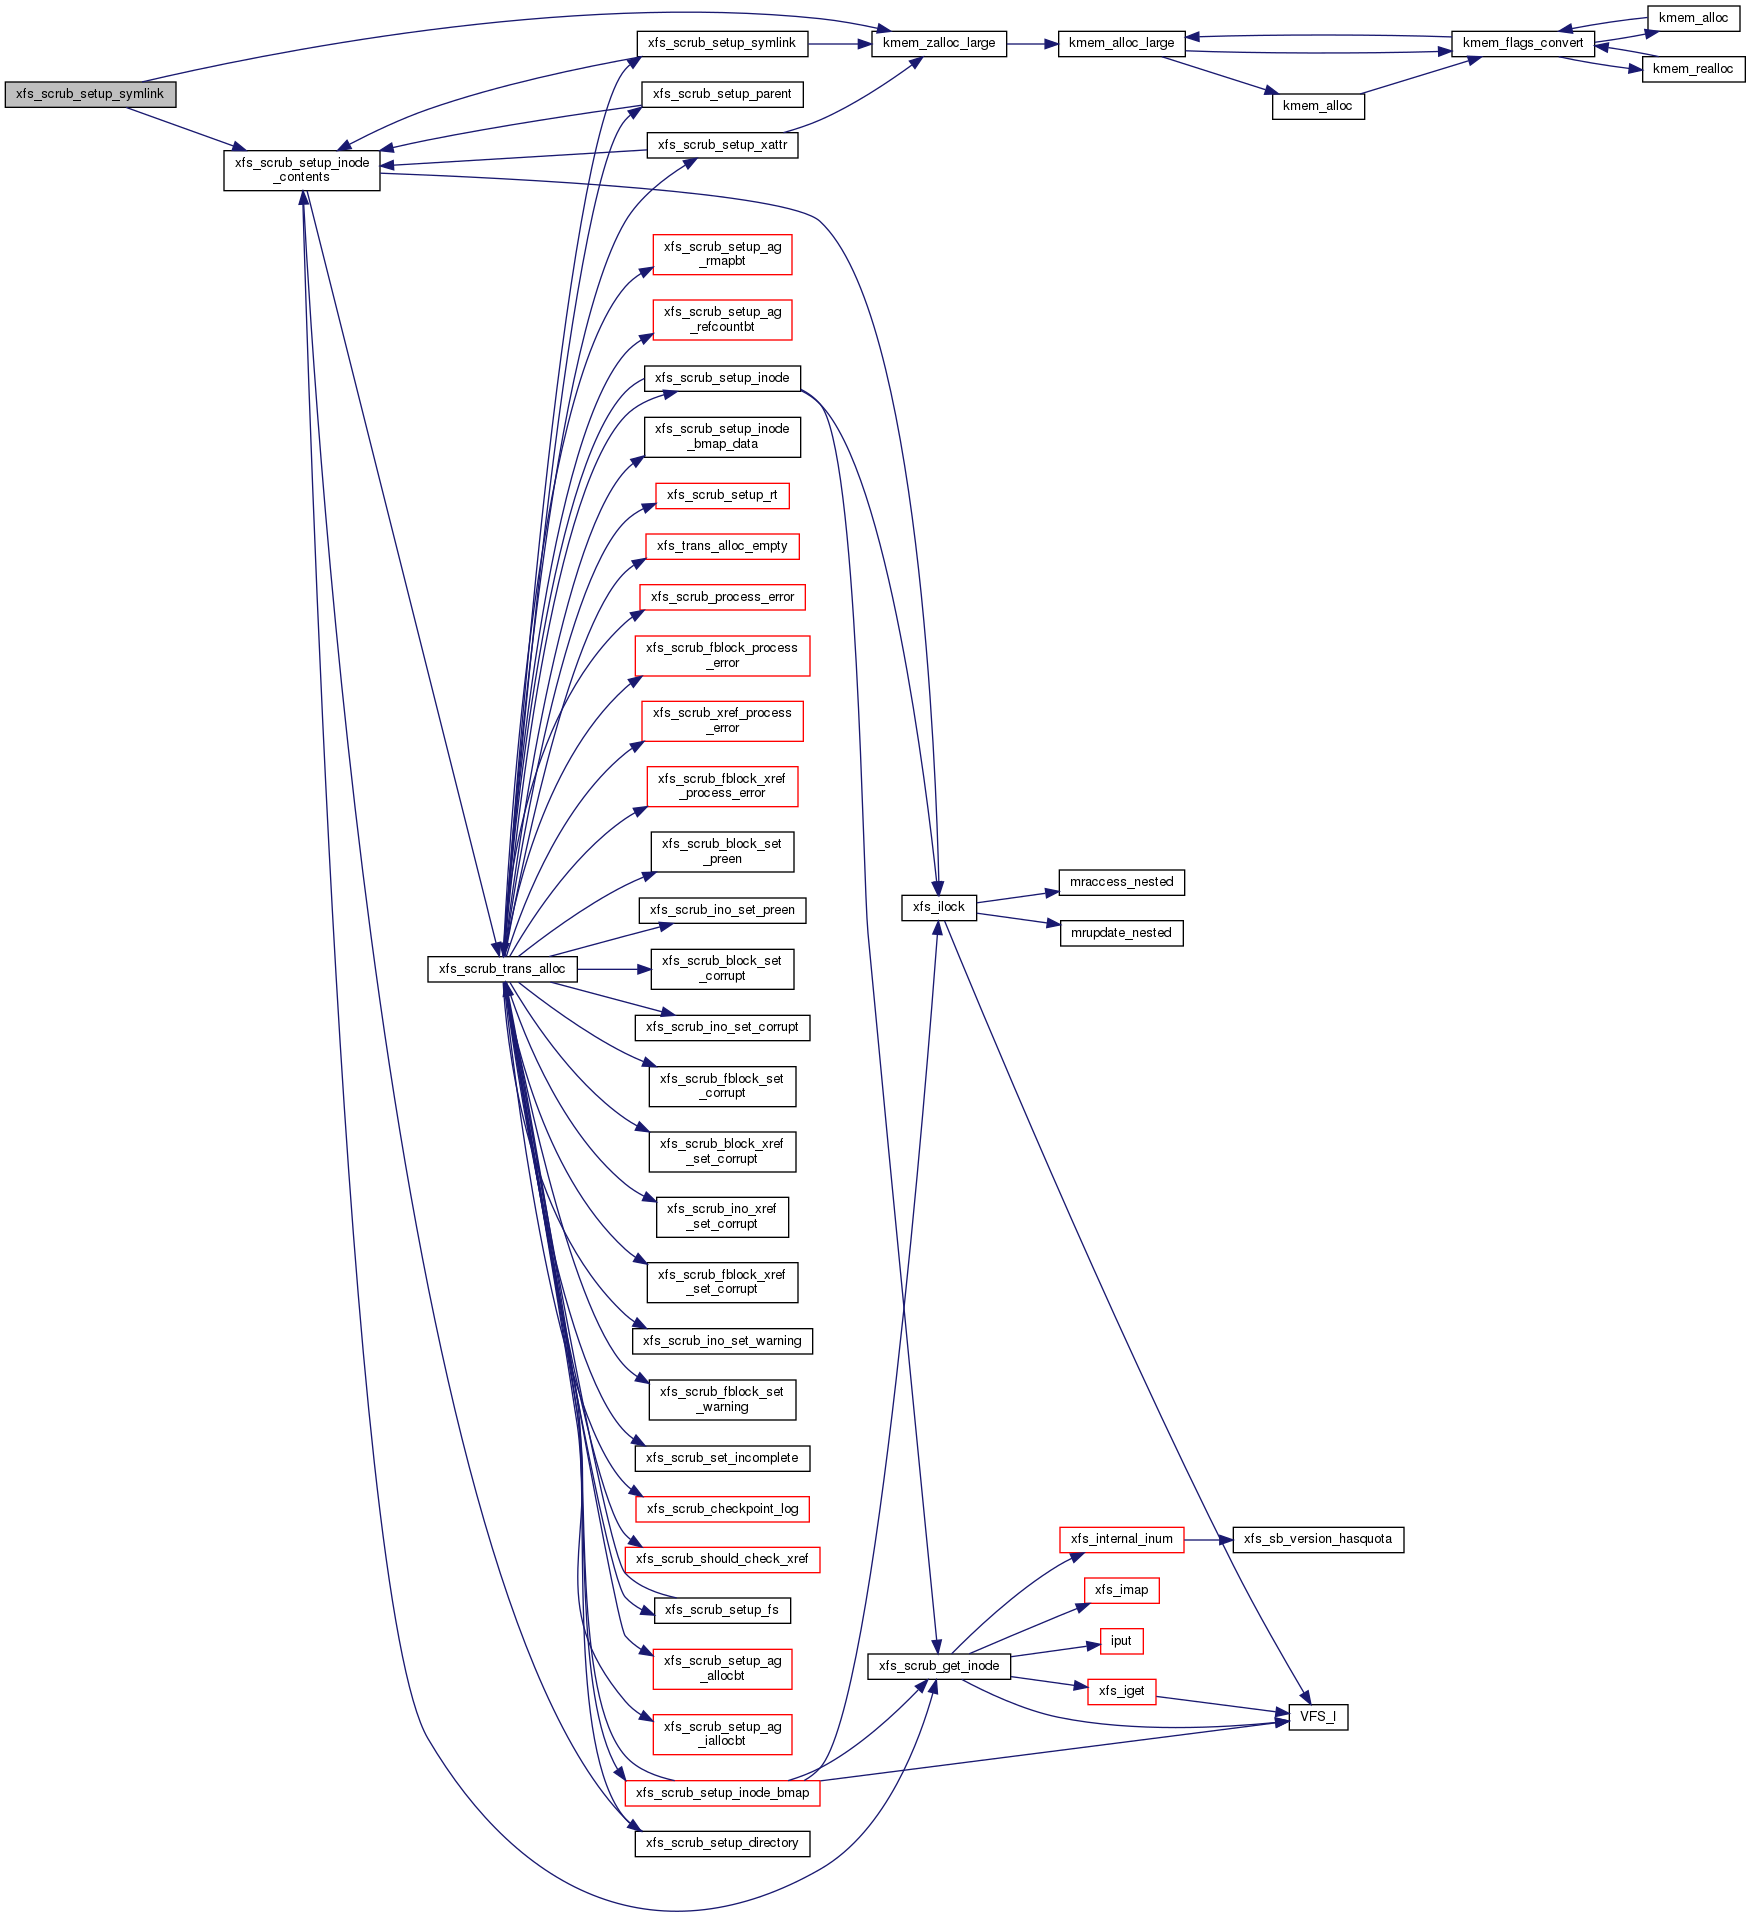 xfs_scrub_setup_symlink
xfs_scrub_setup_inode
_contents
xfs_scrub_trans_alloc
xfs_scrub_setup_symlink
xfs_scrub_setup_parent
xfs_scrub_setup_xattr
xfs_scrub_setup_ag
_rmapbt
xfs_scrub_setup_ag
_refcountbt
xfs_scrub_setup_inode
xfs_scrub_setup_inode
_bmap_data
xfs_scrub_setup_rt
xfs_trans_alloc_empty
xfs_scrub_process_error
xfs_scrub_fblock_process
_error
xfs_scrub_xref_process
_error
xfs_scrub_fblock_xref
_process_error
xfs_scrub_block_set
_preen
xfs_scrub_ino_set_preen
xfs_scrub_block_set
_corrupt
xfs_scrub_ino_set_corrupt
xfs_scrub_fblock_set
_corrupt
xfs_scrub_block_xref
_set_corrupt
xfs_scrub_ino_xref
_set_corrupt
xfs_scrub_fblock_xref
_set_corrupt
xfs_scrub_ino_set_warning
xfs_scrub_fblock_set
_warning
xfs_scrub_set_incomplete
xfs_scrub_checkpoint_log
xfs_scrub_should_check_xref
xfs_scrub_setup_fs
xfs_scrub_setup_ag
_allocbt
xfs_scrub_setup_ag
_iallocbt
xfs_scrub_setup_inode_bmap
xfs_scrub_setup_directory
kmem_zalloc_large
xfs_ilock
xfs_scrub_get_inode
kmem_alloc_large
mraccess_nested
mrupdate_nested
xfs_internal_inum
xfs_imap
iput
xfs_iget
kmem_alloc
xfs_sb_version_hasquota
VFS_I
kmem_flags_convert
kmem_alloc
kmem_realloc